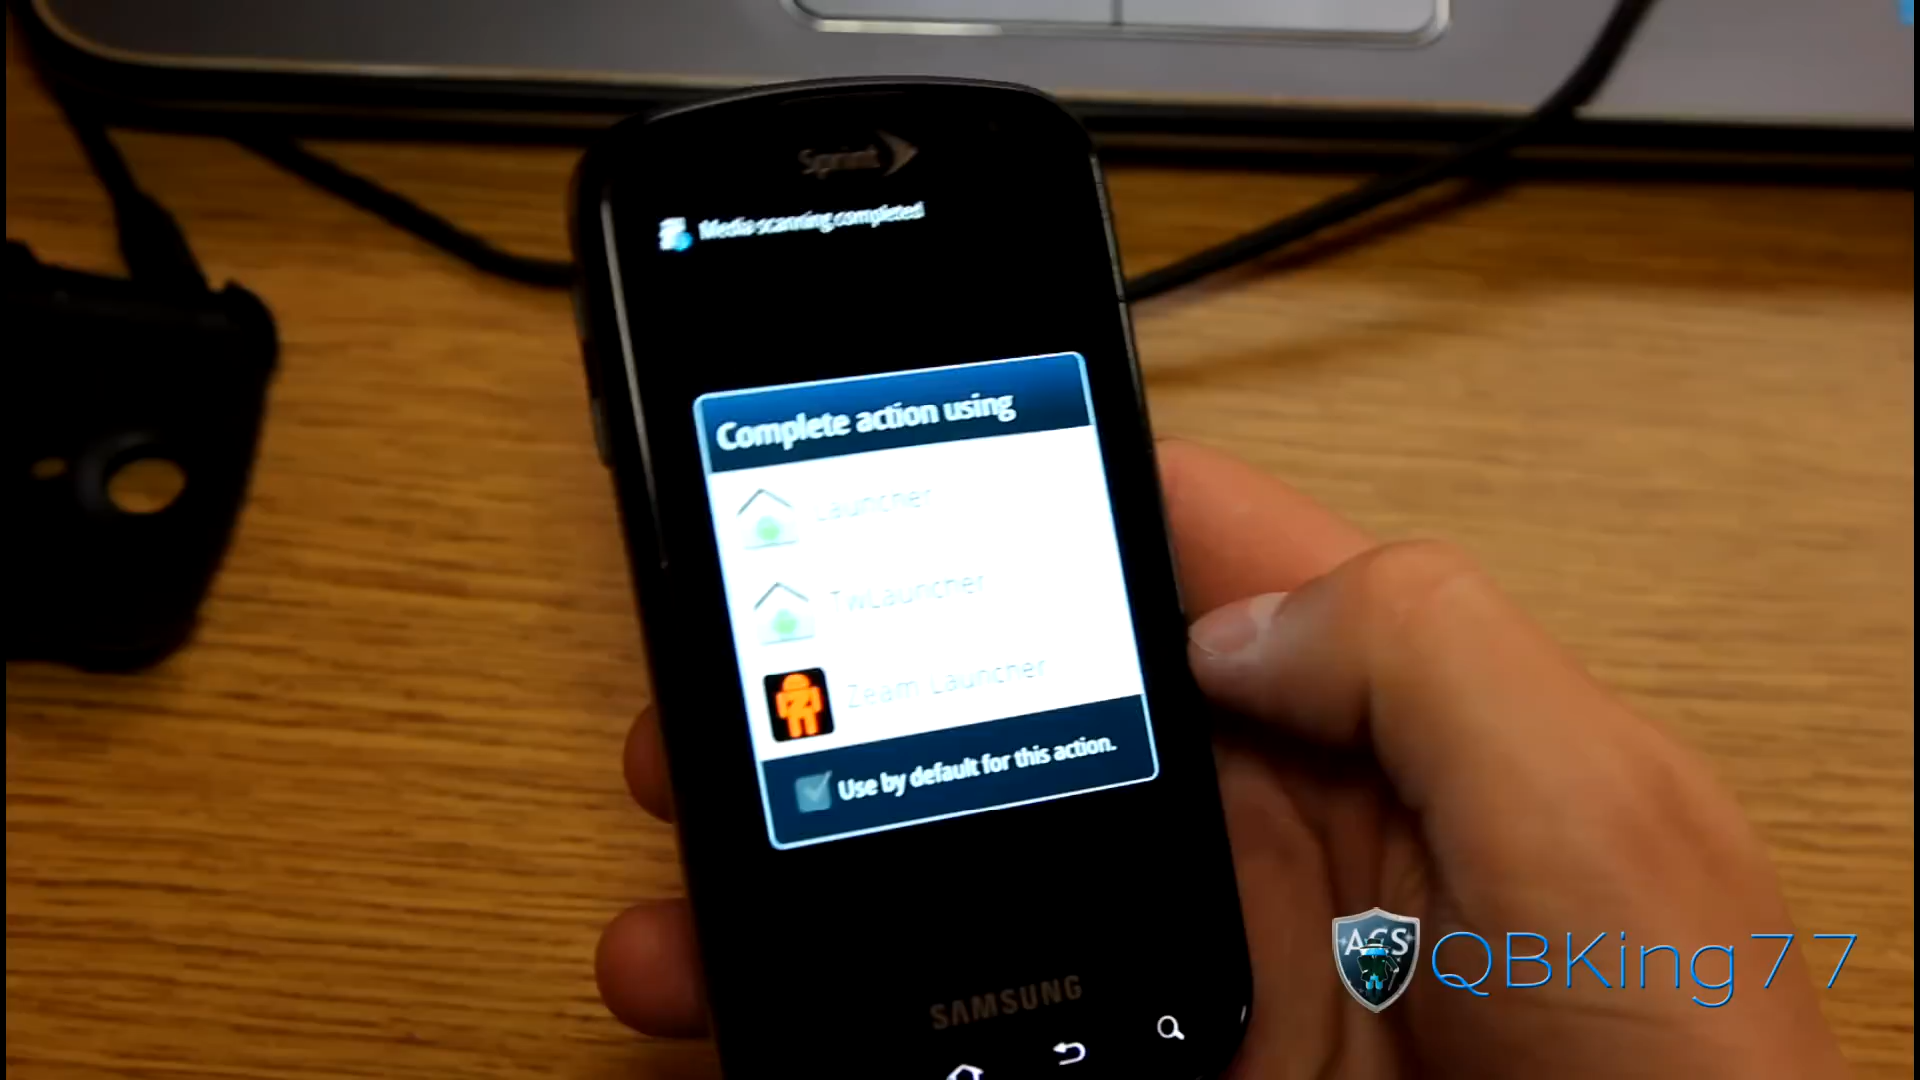 Sprint
Media scanning completed
Complete action using
Launcher
TwLauncher
Zeam Launcher
Use by default for this action.
SAMSUNG
ACS
QBKing77